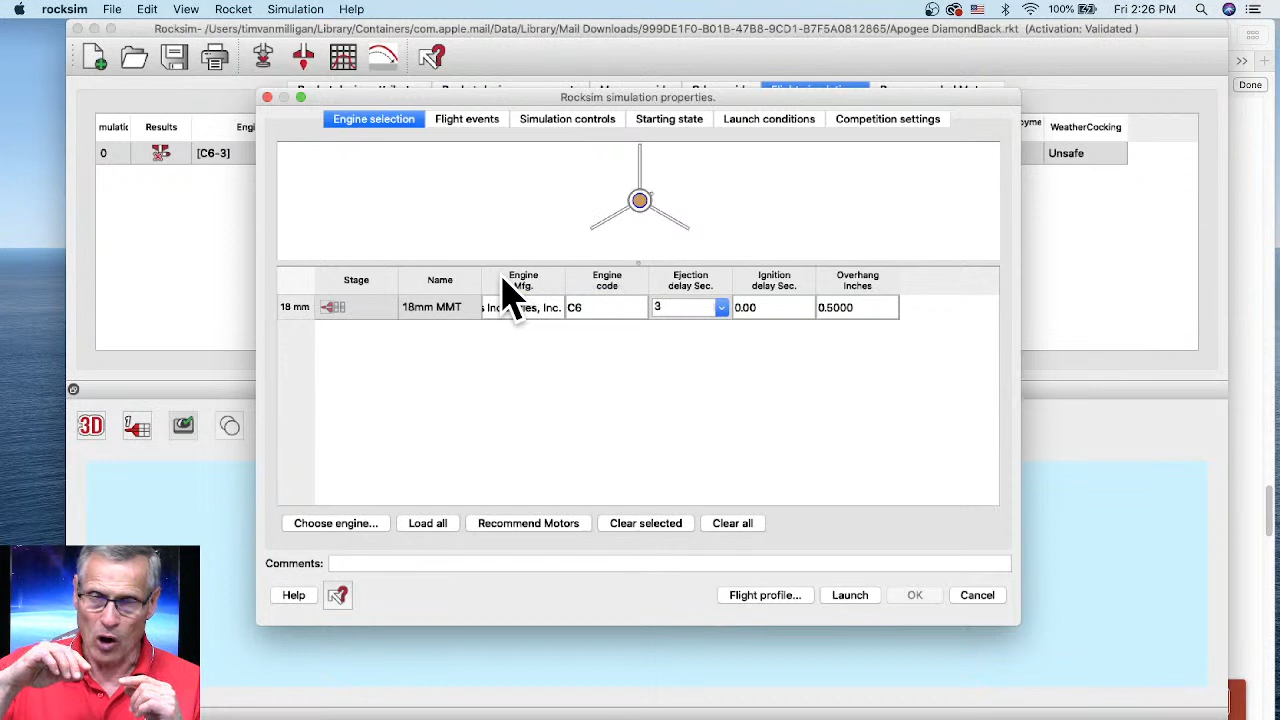 rocksim File Edit View Rocket Simulation Help 100% Fri 2:26 PM
Rocksim- /Users/timvanmilligan/Library/Containers/com.apple.mail/Data/Library/Mail Downloads/999DE1F0-B01B-47B8-9CD1-B7F5A0812865/Apogee DiamondBack.rkt (Activation: Validated )
Done
Rocksim simulation properties.
Engine selection Flight events Simulation controls Starting state Launch conditions Competition settings
Results WeatherCocking
0 [C6-3] Unsafe
Stage Name Engine Mfg. Engine code Ejection delay Sec. Ignition delay Sec. Overhang Inches
18 mm 18mm MMT Inc. C6 3 0.00 0.5000
3D 1
Choose engine... Load all Recommend Motors Clear selected Clear all
Comments:
Help ? Flight profile... Launch OK Cancel